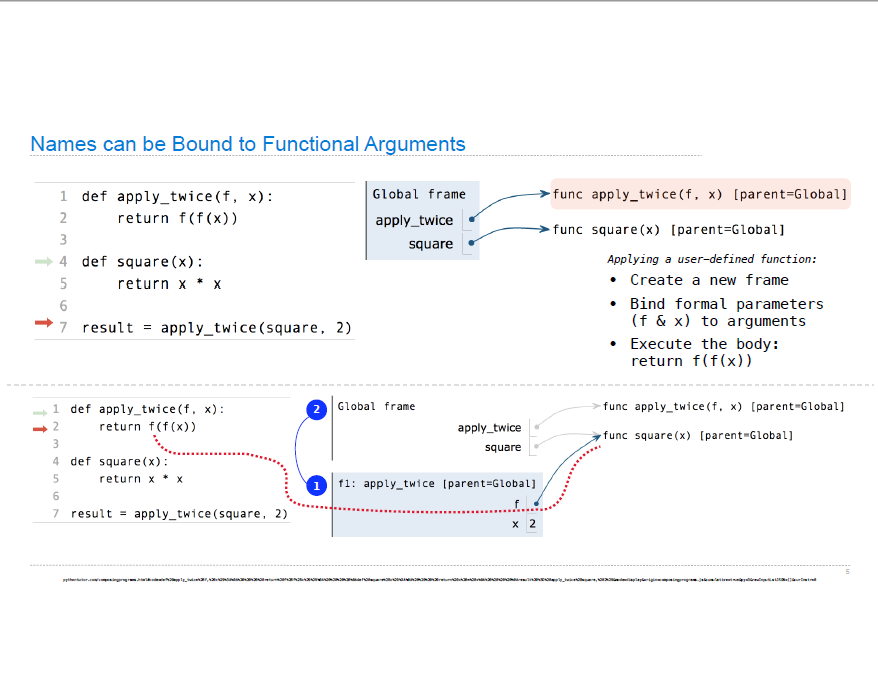 Names can be Bound to Functional Arguments
1 def apply_twice(f, x):
2 return f(f(x))
3
4 def square(x):
5 return x * x
6
7 result = apply_twice(square, 2)
Global frame
apply_twice
square
func apply_twice(f, x) [parent=Global]
func square(x) [parent=Global]
Applying a user-defined function:
• Create a new frame
• Bind formal parameters
(f & x) to arguments
• Execute the body:
return f(f(x))
1 def apply_twice(f, x):
2 return f(f(x))
3
4 def square(x):
5 return x * x
6
7 result = apply_twice(square, 2)
2
Global frame
apply_twice
square
1
f1: apply_twice [parent=Global]
f
x 2
func apply_twice(f, x) [parent=Global]
func square(x) [parent=Global]
5